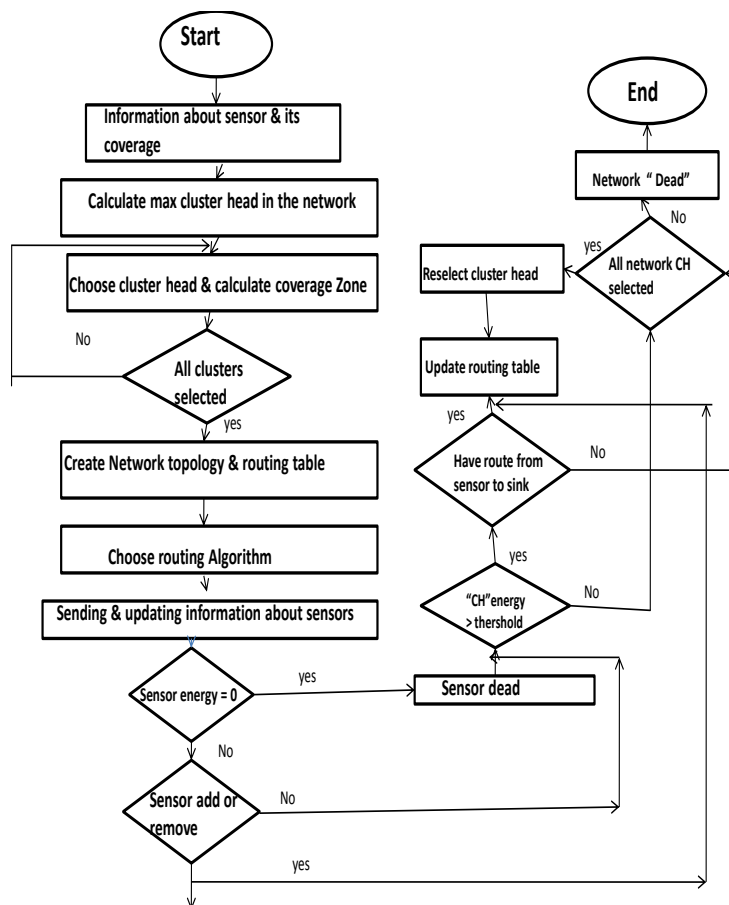 Start
Information about sensor & its
coverage
Calculate max cluster head in the network
Choose cluster head & calculate coverage Zone
No
All clusters
selected
yes
Create Network topology & routing table
Choose routing Algorithm
Sending & updating information about sensors
Sensor energy = 0
yes
No
Sensor add or
remove
No
yes
End
Network “ Dead”
No
yes
All network CH
selected
Reselect cluster head
Update routing table
yes
Have route from
sensor to sink
No
yes
“CH”energy
> thershold
No
Sensor dead